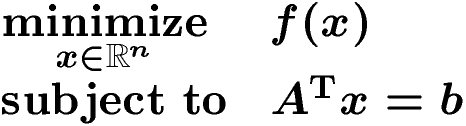 minimize f(x)
x∈ℝⁿ
subject to Aᵀx = b